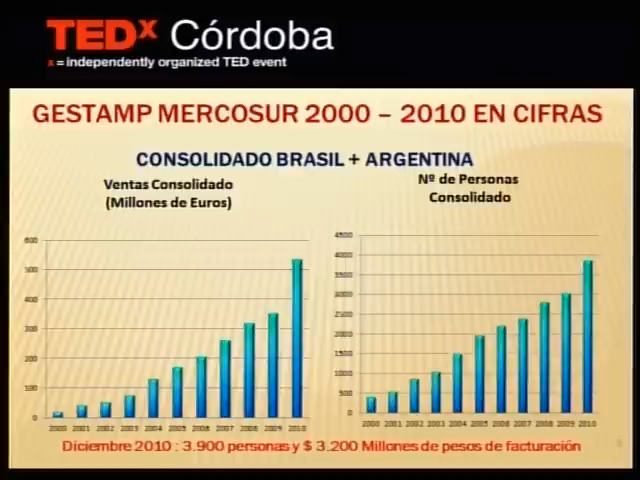 TEDx Córdoba
x = independently organized TED event
GESTAMP MERCOSUR 2000 – 2010 EN CIFRAS
CONSOLIDADO BRASIL + ARGENTINA
Ventas Consolidado
(Millones de Euros)
Nº de Personas
Consolidado
600
500
400
300
200
100
0
2000 2001 2002 2003 2004 2005 2006 2007 2008 2009 2010
4500
4000
3500
3000
2500
2000
1500
1000
500
0
2000 2001 2002 2003 2004 2005 2006 2007 2008 2009 2010
Diciembre 2010 : 3.900 personas y $ 3.200 Millones de pesos de facturación